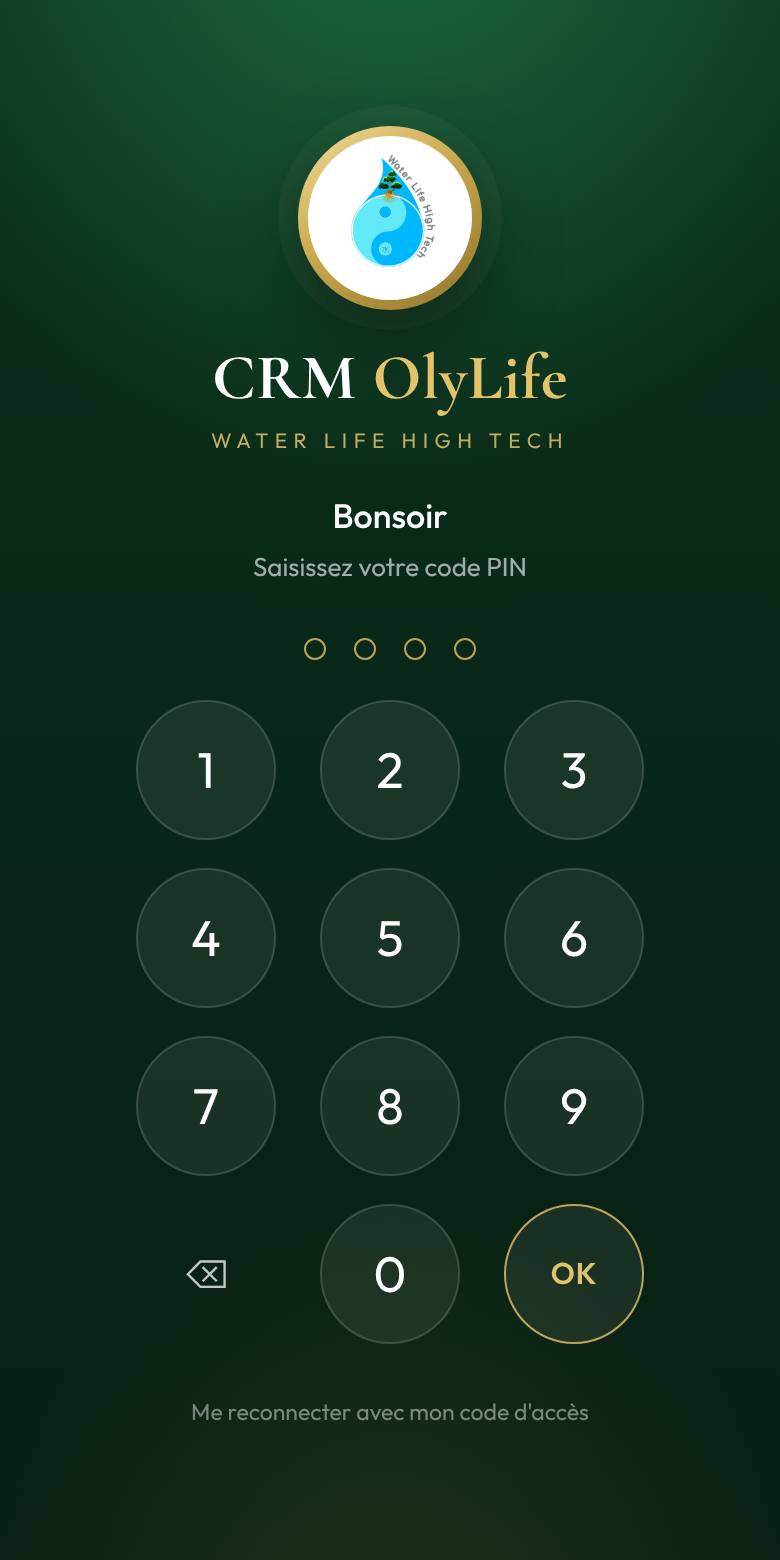 Water Life High Tech
CRM OlyLife
WATER LIFE HIGH TECH
Bonsoir
Saisissez votre code PIN
1 2 3
4 5 6
7 8 9
0 OK
Me reconnecter avec mon code d'accès